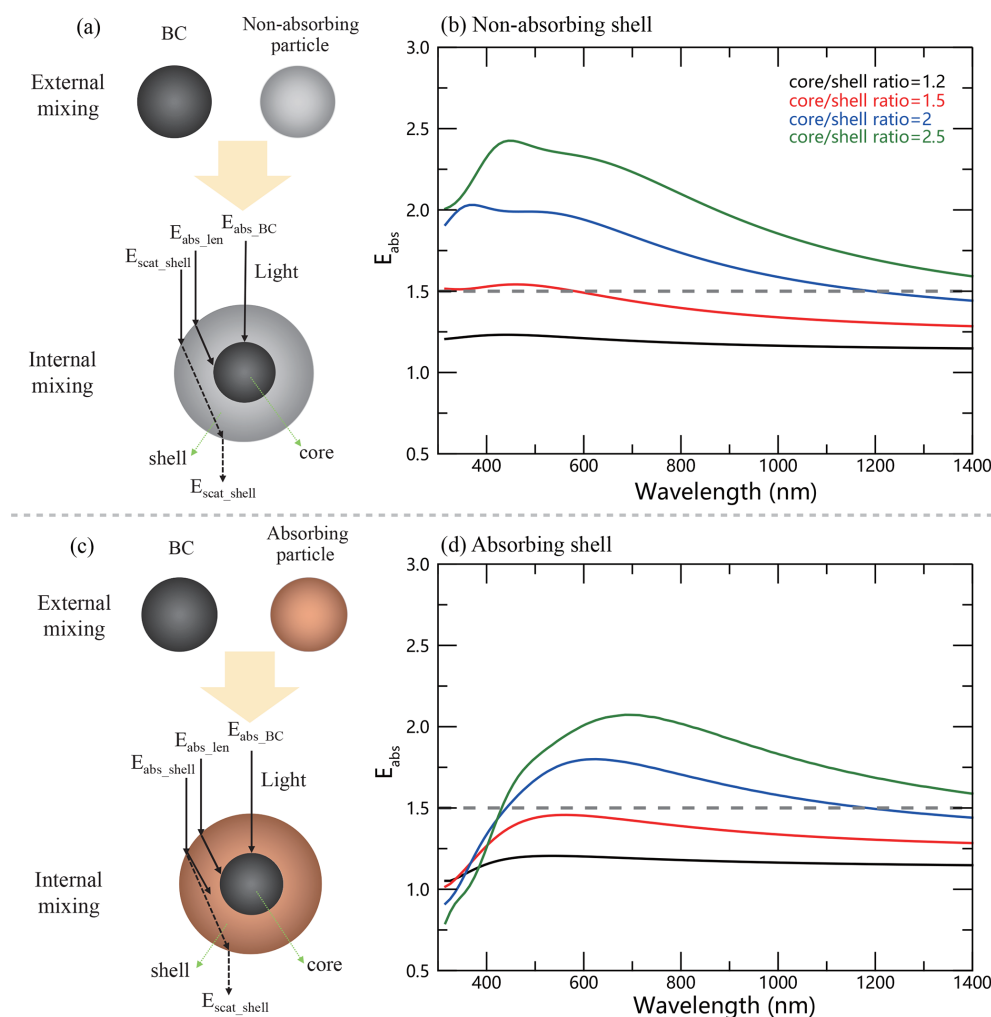 (a)
BC
Non-absorbing
particle
External
mixing
E_abs_BC
E_abs_len
E_scat_shell
Light
Internal
mixing
shell
core
E_scat_shell
(b) Non-absorbing shell
3.0
2.5
2.0
1.5
1.0
0.5
E_abs
core/shell ratio=1.2
core/shell ratio=1.5
core/shell ratio=2
core/shell ratio=2.5
400 600 800 1000 1200 1400
Wavelength (nm)
(c)
BC
Absorbing
particle
External
mixing
E_abs_BC
E_abs_len
E_abs_shell
Light
Internal
mixing
shell
core
E_scat_shell
(d) Absorbing shell
3.0
2.5
2.0
1.5
1.0
0.5
E_abs
400 600 800 1000 1200 1400
Wavelength (nm)